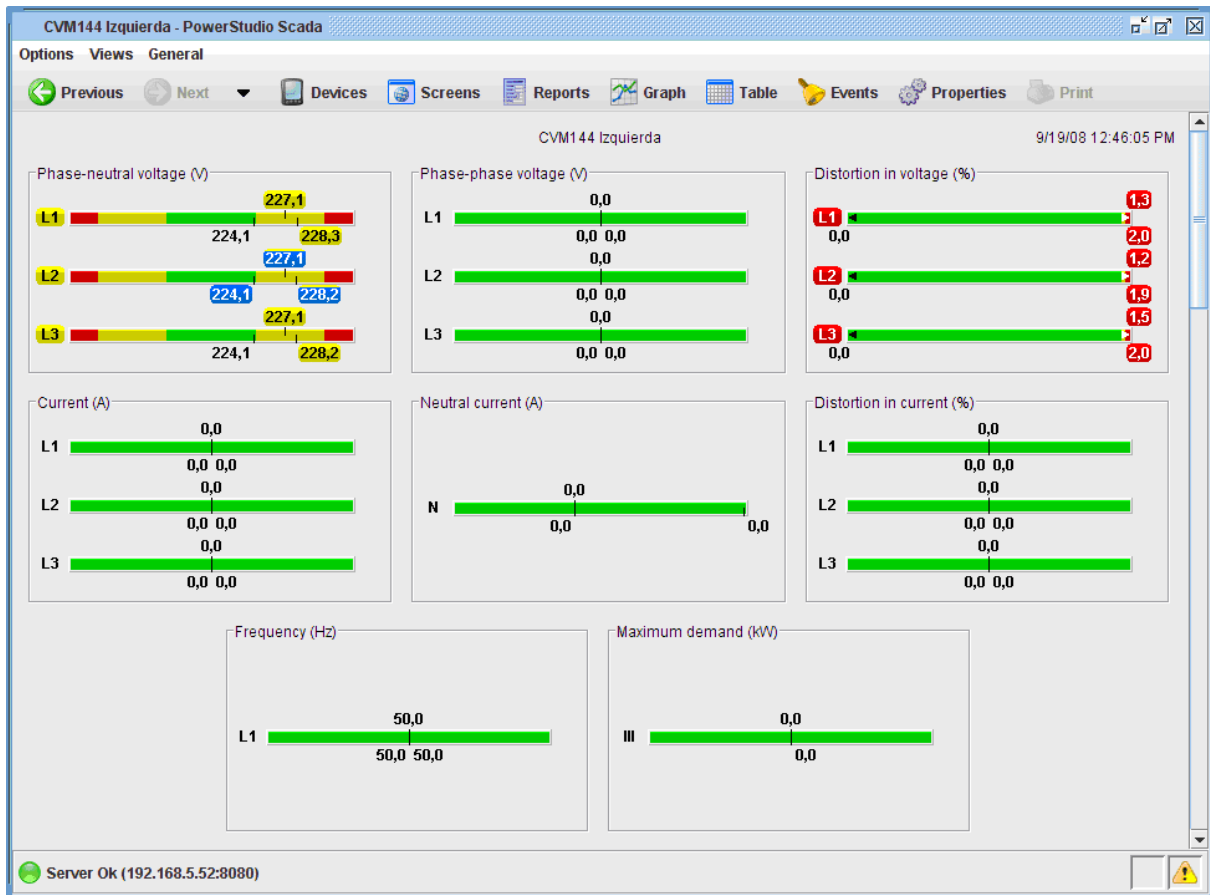 CVM144 Izquierda - PowerStudio Scada
Options Views General
Previous Next Devices Screens Reports Graph Table Events Properties Print
CVM144 Izquierda 9/19/08 12:46:05 PM
Phase-neutral voltage (V)
227,1
L1
224,1 228,3
227,1
L2
224,1 228,2
227,1
L3
224,1 228,2
Phase-phase voltage (V)
0,0
L1
0,0 0,0
0,0
L2
0,0 0,0
0,0
L3
0,0 0,0
Distortion in voltage (%)
1,3
L1
0,0 2,0
1,2
L2
0,0 1,9
1,5
L3
0,0 2,0
Current (A)
0,0
L1
0,0 0,0
0,0
L2
0,0 0,0
0,0
L3
0,0 0,0
Neutral current (A)
0,0
N
0,0 0,0
Distortion in current (%)
0,0
L1
0,0 0,0
0,0
L2
0,0 0,0
0,0
L3
0,0 0,0
Frequency (Hz)
50,0
L1
50,0 50,0
Maximum demand (kW)
0,0
III
0,0
Server Ok (192.168.5.52:8080)